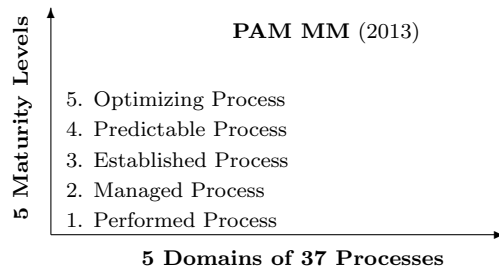 PAM MM (2013)
5 Maturity Levels
5. Optimizing Process
4. Predictable Process
3. Established Process
2. Managed Process
1. Performed Process
5 Domains of 37 Processes